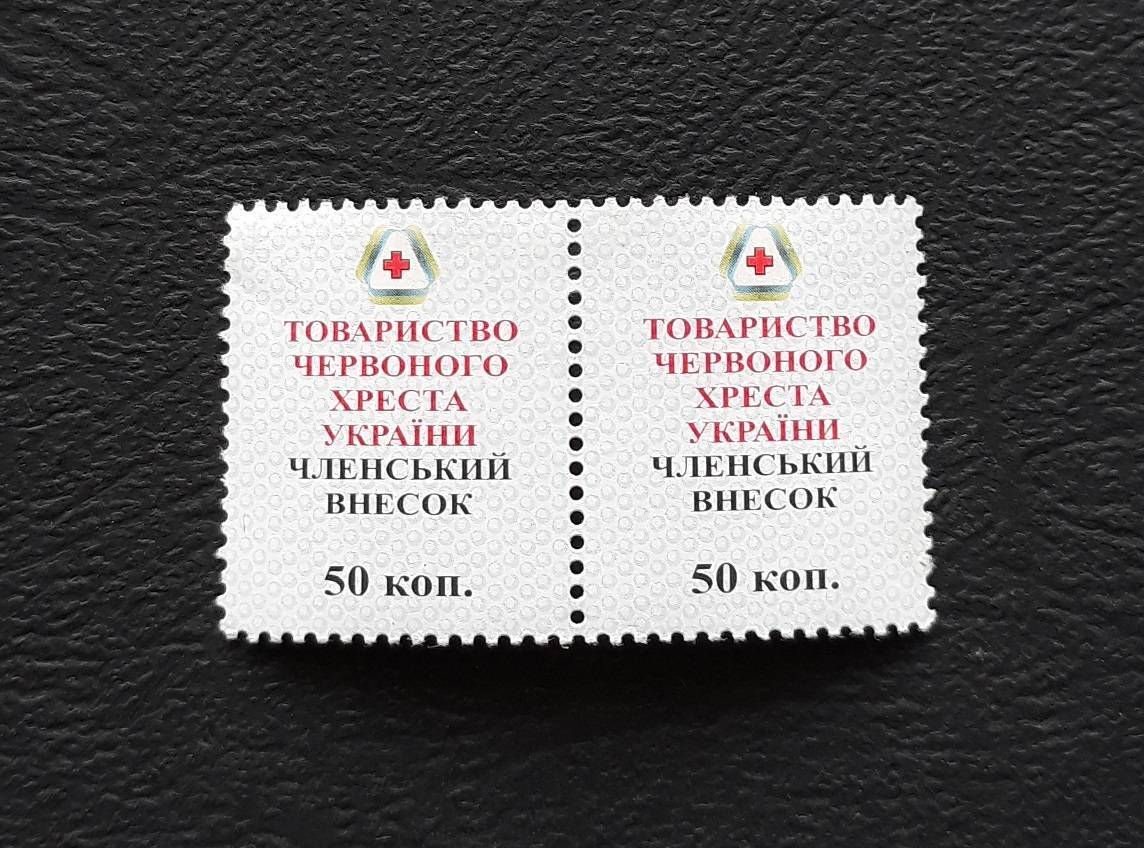 ТОВАРИСТВО
ЧЕРВОНОГО
ХРЕСТА
УКРАЇНИ
ЧЛЕНСЬКИЙ
ВНЕСОК
50 коп.
ТОВАРИСТВО
ЧЕРВОНОГО
ХРЕСТА
УКРАЇНИ
ЧЛЕНСЬКИЙ
ВНЕСОК
50 коп.